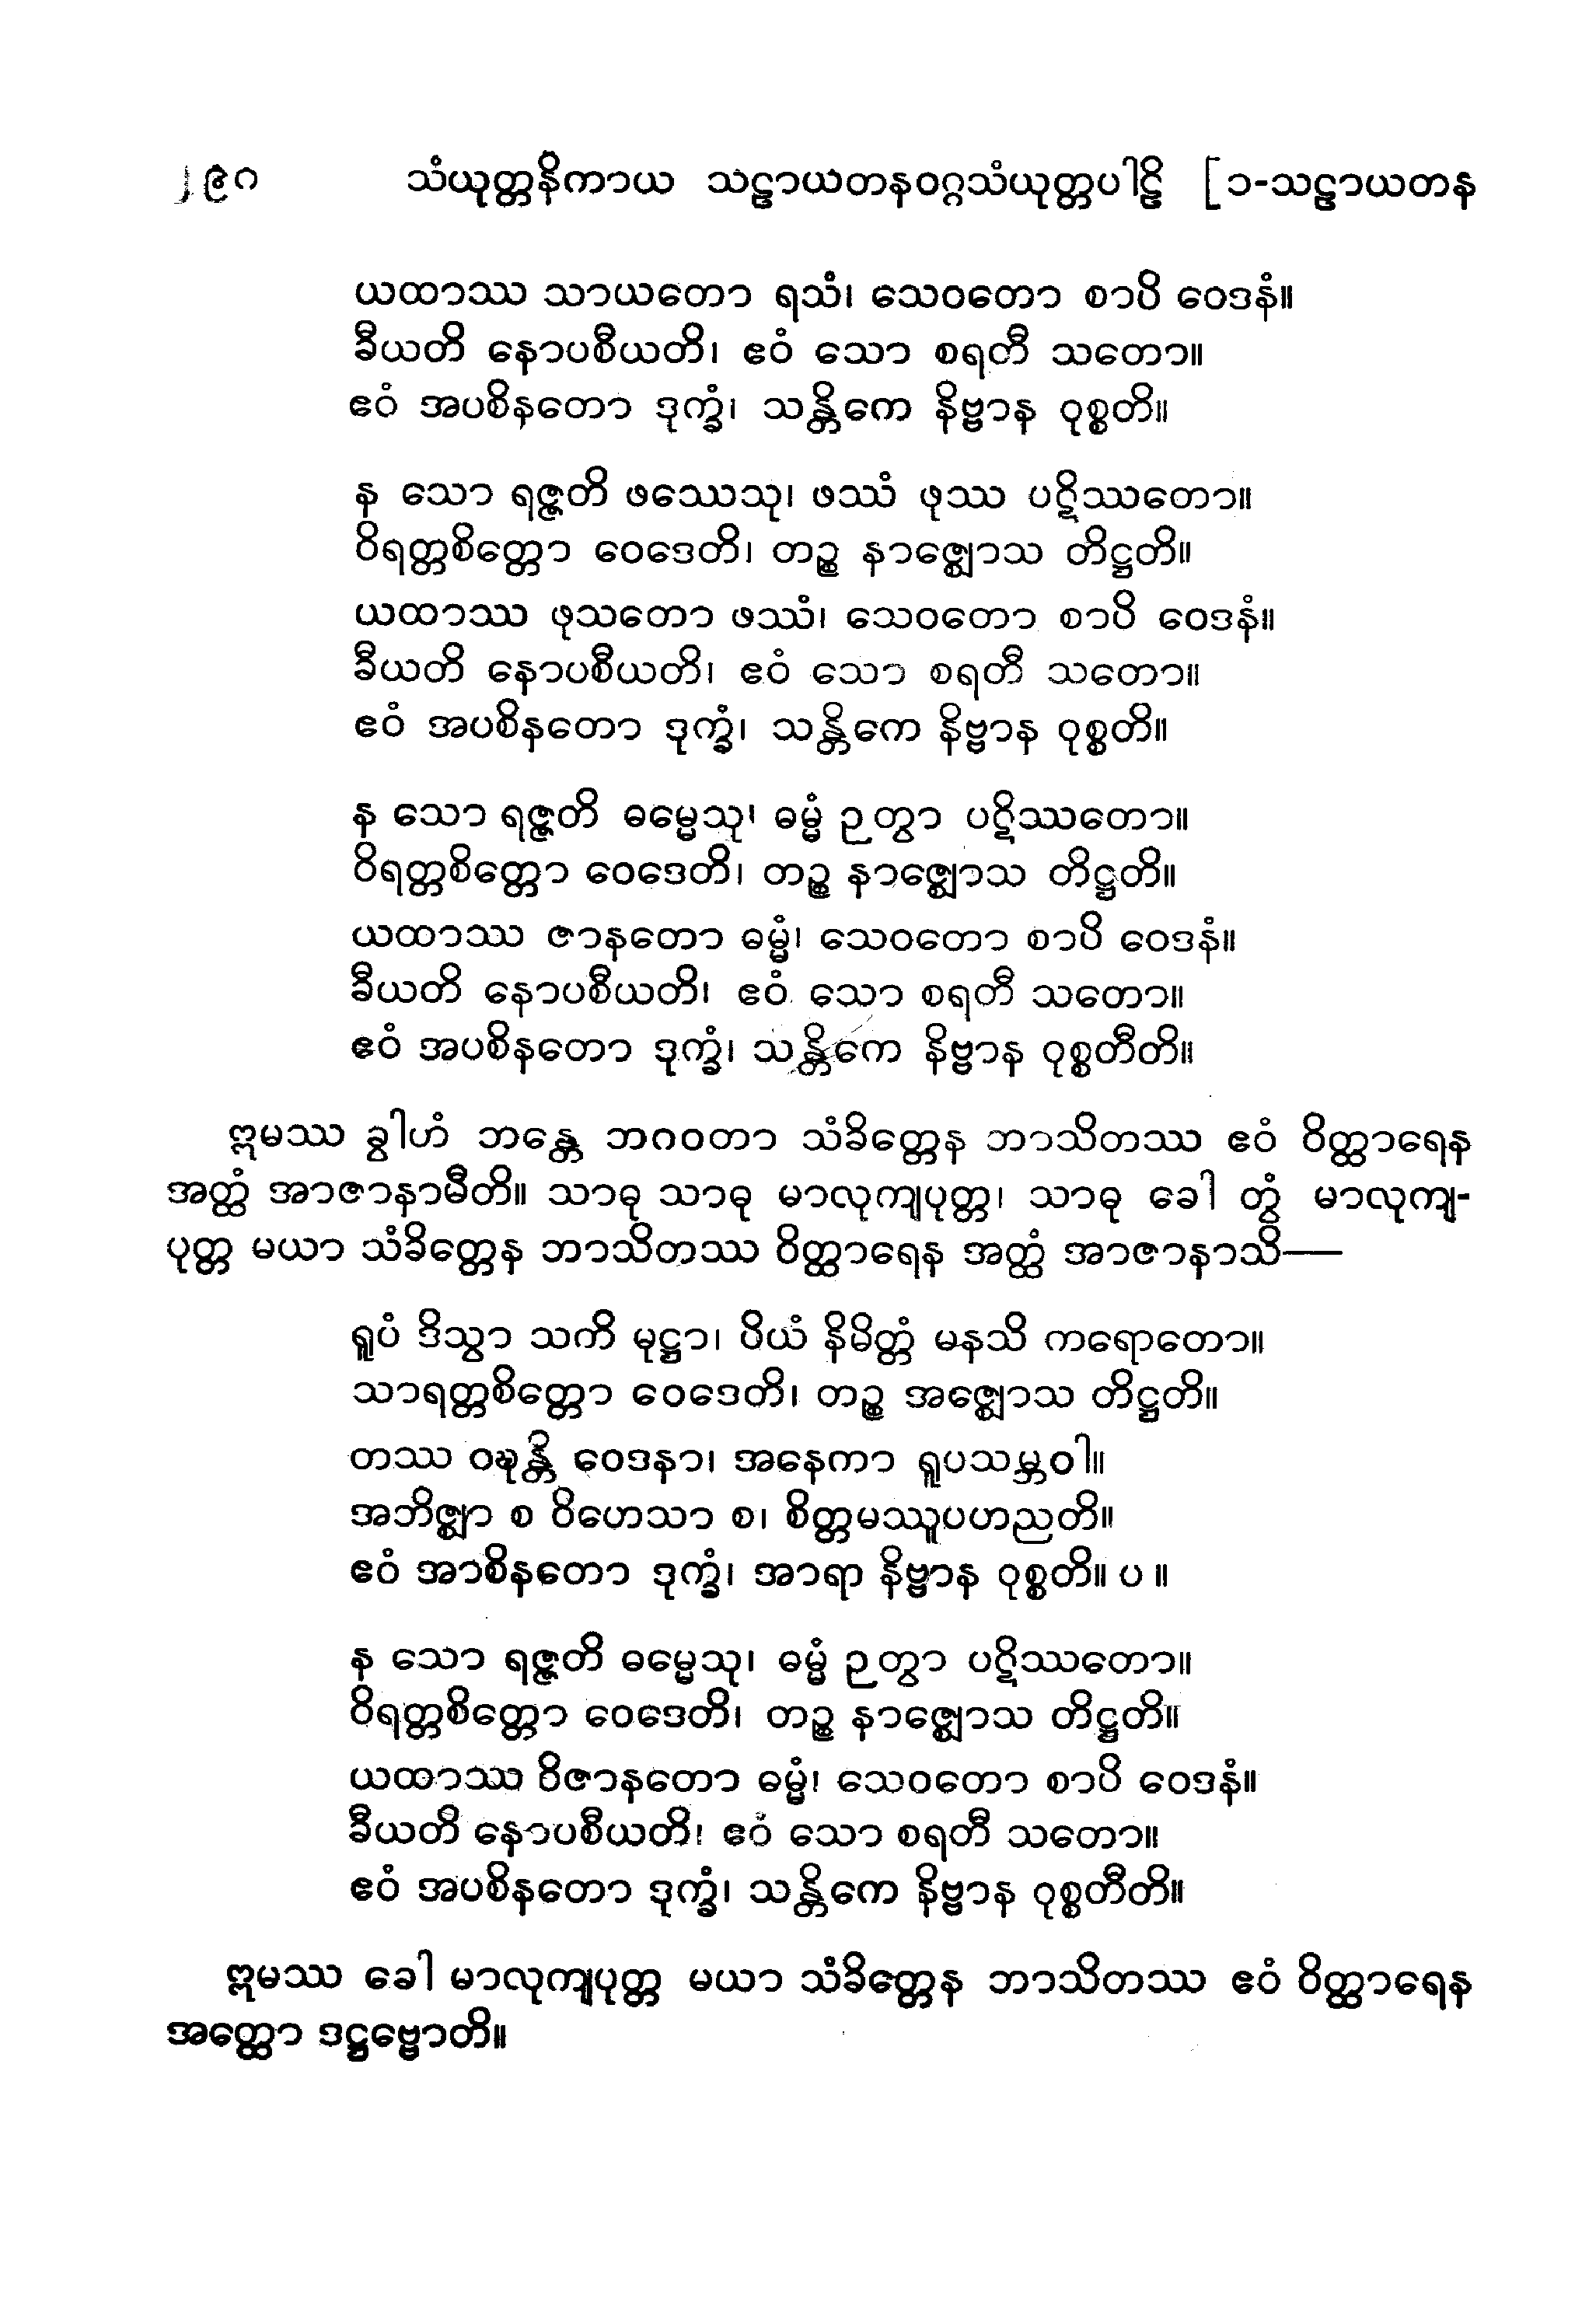 ၂၉၈ သံယုတ္တနိကာယ သဠာယတနဝဂ္ဂသံယုတ္တပါဠိ [၁-သဠာယတန
ယထာဿ သာယတော ရသံ၊ သေဝတော စာပိ ဝေဒနံ။
ခီယတိ နောပစီယတိ၊ ဧဝံ သော စရတီ သတော။
ဧဝံ အပစိနတော ဒုက္ခံ၊ သန္တိကေ နိဗ္ဗာန ဝုစ္စတိ။
န သော ရဇ္ဇတိ ဖဿေသု၊ ဖဿံ ဖုဿ ပဋိဿတော။
ဝိရတ္တစိတ္တော ဝေဒေတိ၊ တဉ္စ နာဇ္ဈောသ တိဋ္ဌတိ။
ယထာဿ ဖုသတော ဖဿံ၊ သေဝတော စာပိ ဝေဒနံ။
ခီယတိ နောပစီယတိ၊ ဧဝံ သော စရတီ သတော။
ဧဝံ အပစိနတော ဒုက္ခံ၊ သန္တိကေ နိဗ္ဗာန ဝုစ္စတိ။
န သော ရဇ္ဇတိ ဓမ္မေသု၊ ဓမ္မံ ဉတွာ ပဋိဿတော။
ဝိရတ္တစိတ္တော ဝေဒေတိ၊ တဉ္စ နာဇ္ဈောသ တိဋ္ဌတိ။
ယထာဿ ဇာနတော ဓမ္မံ၊ သေဝတော စာပိ ဝေဒနံ။
ခီယတိ နောပစီယတိ၊ ဧဝံ သော စရတီ သတော။
ဧဝံ အပစိနတော ဒုက္ခံ၊ သန္တိကေ နိဗ္ဗာန ဝုစ္စတီတိ။
ဣမဿ ခွါဟံ ဘန္တေ ဘဂဝတာ သံခိတ္တေန ဘာသိတဿ ဧဝံ ဝိတ္ထာရေန
အတ္ထံ အာဇာနာမီတိ။ သာဓု သာဓု မာလုကျပုတ္တ၊ သာဓု ခေါ တွံ မာလုကျ-
ပုတ္တ မယာ သံခိတ္တေန ဘာသိတဿ ဝိတ္ထာရေန အတ္ထံ အာဇာနာသိ—
ရူပံ ဒိသွာ သတိ မုဋ္ဌာ၊ ပိယံ နိမိတ္တံ မနသိ ကရောတော။
သာရတ္တစိတ္တော ဝေဒေတိ၊ တဉ္စ အဇ္ဈောသ တိဋ္ဌတိ။
တဿ ဝဍ္ဎန္တိ ဝေဒနာ၊ အနေကာ ရူပသမ္ဘဝါ။
အဘိဇ္ဈာ စ ဝိဟေသာ စ၊ စိတ္တမဿူပဟညတိ။
ဧဝံ အာစိနတော ဒုက္ခံ၊ အာရာ နိဗ္ဗာန ဝုစ္စတိ။ ပ ။
န သော ရဇ္ဇတိ ဓမ္မေသု၊ ဓမ္မံ ဉတွာ ပဋိဿတော။
ဝိရတ္တစိတ္တော ဝေဒေတိ၊ တဉ္စ နာဇ္ဈောသ တိဋ္ဌတိ။
ယထာဿ ဝိဇာနတော ဓမ္မံ၊ သေဝတော စာပိ ဝေဒနံ။
ခီယတိ နောပစီယတိ၊ ဧဝံ သော စရတီ သတော။
ဧဝံ အပစိနတော ဒုက္ခံ၊ သန္တိကေ နိဗ္ဗာန ဝုစ္စတီတိ။
ဣမဿ ခေါ မာလုကျပုတ္တ မယာ သံခိတ္တေန ဘာသိတဿ ဧဝံ ဝိတ္ထာရေန
အတ္ထော ဒဋ္ဌဗ္ဗောတိ။